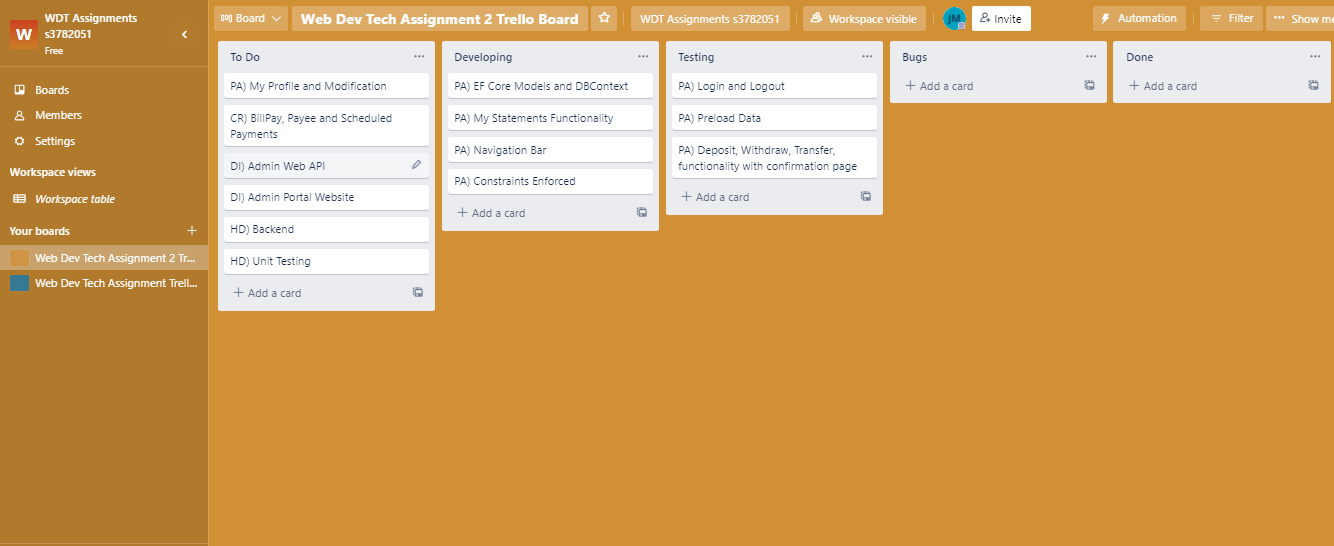 W
WDT Assignments
s3782051
Free
Boards
Members
Settings
Workspace views
Workspace table
Your boards
Web Dev Tech Assignment 2 Tr...
Web Dev Tech Assignment Trell...
Board
Web Dev Tech Assignment 2 Trello Board
WDT Assignments s3782051
Workspace visible
JM
Invite
Automation
Filter
Show me
To Do
PA) My Profile and Modification
CR) BillPay, Payee and Scheduled
Payments
DI) Admin Web API
DI) Admin Portal Website
HD) Backend
HD) Unit Testing
+ Add a card
Developing
PA) EF Core Models and DBContext
PA) My Statements Functionality
PA) Navigation Bar
PA) Constraints Enforced
+ Add a card
Testing
PA) Login and Logout
PA) Preload Data
PA) Deposit, Withdraw, Transfer,
functionality with confirmation page
+ Add a card
Bugs
+ Add a card
Done
+ Add a card